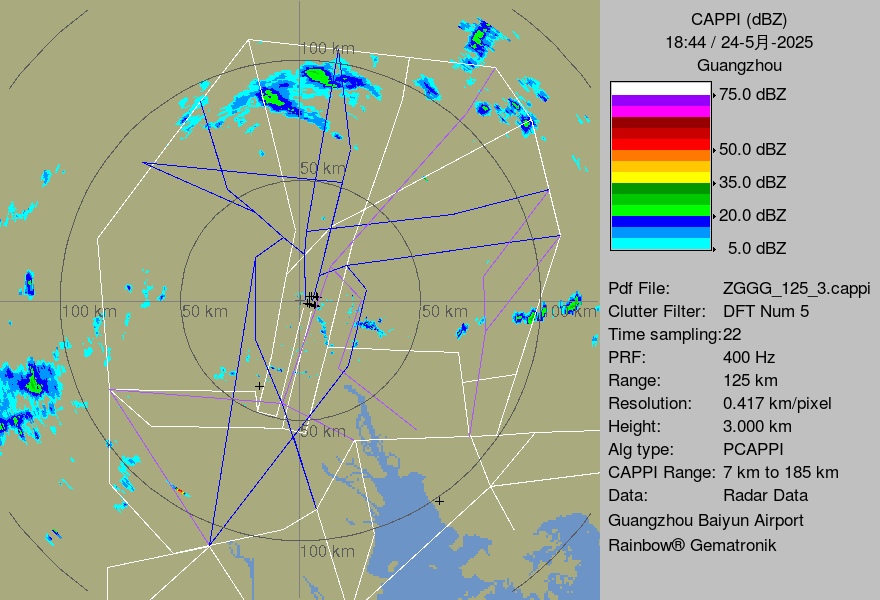 100 km
50 km
100 km
50 km
50 km
100 km
50 km
100 km
CAPPI (dBZ)
18:44 / 24-5月-2025
Guangzhou
75.0 dBZ
50.0 dBZ
35.0 dBZ
20.0 dBZ
5.0 dBZ
Pdf File: ZGGG_125_3.cappi
Clutter Filter: DFT Num 5
Time sampling:22
PRF: 400 Hz
Range: 125 km
Resolution: 0.417 km/pixel
Height: 3.000 km
Alg type: PCAPPI
CAPPI Range: 7 km to 185 km
Data: Radar Data
Guangzhou Baiyun Airport
Rainbow® Gematronik